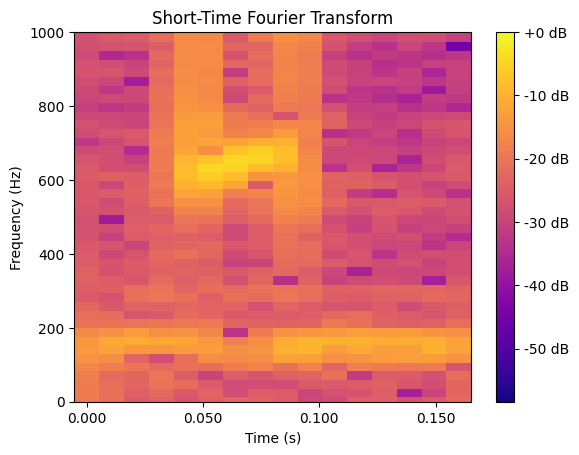 Short-Time Fourier Transform
1000
800
600
400
200
0
Frequency (Hz)
0.000
0.050
0.100
0.150
Time (s)
+0 dB
-10 dB
-20 dB
-30 dB
-40 dB
-50 dB